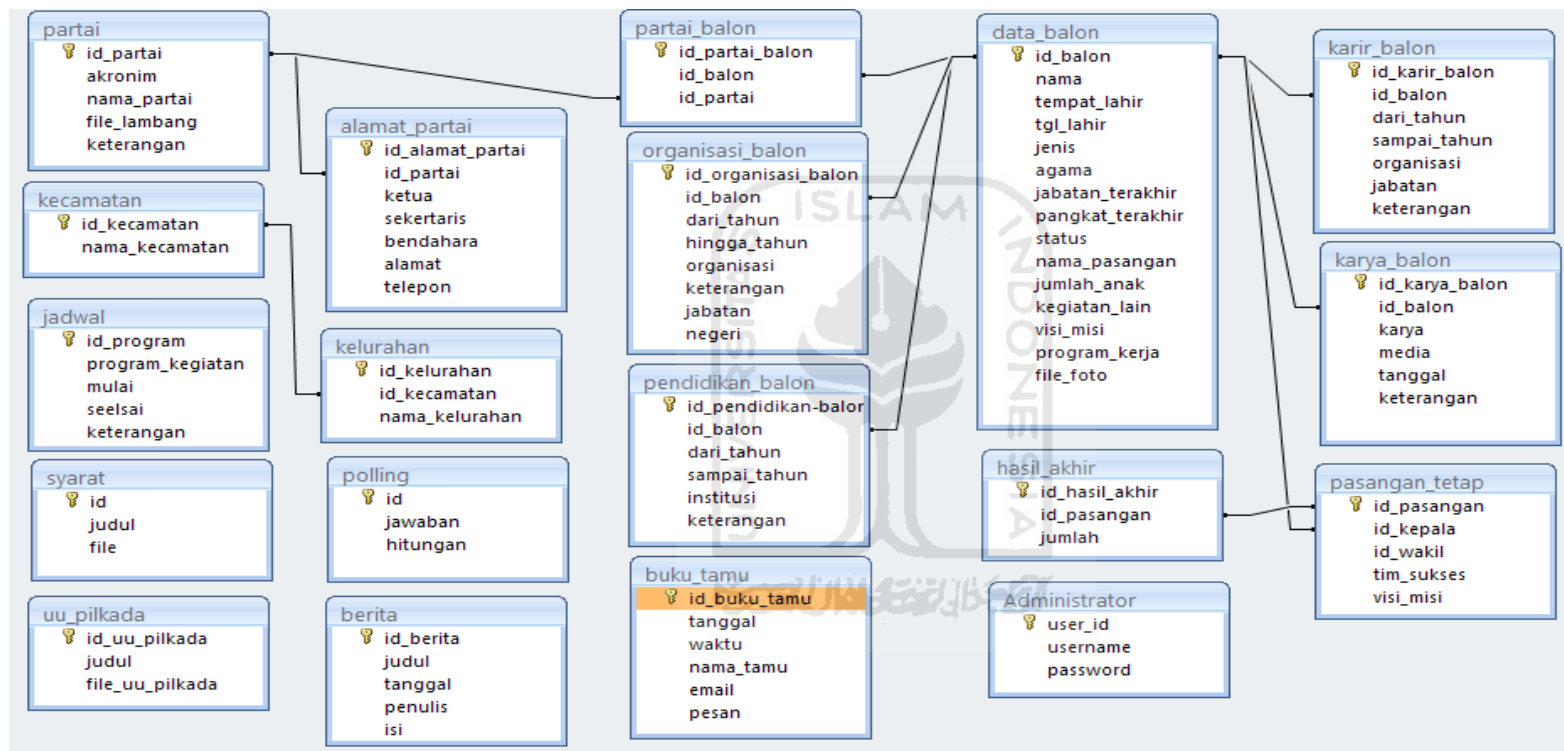 partai
id_partai
akronim
nama_partai
file_lambang
keterangan
kecamatan
id_kecamatan
nama_kecamatan
jadwal
id_program
program_kegiatan
mulai
seelsai
keterangan
syarat
id
judul
file
uu_pilkada
id_uu_pilkada
judul
file_uu_pilkada
alamat_partai
id_alamat_partai
id_partai
ketua
sekertaris
bendahara
alamat
telepon
kelurahan
id_kelurahan
id_kecamatan
nama_kelurahan
polling
id
jawaban
hitungan
berita
id_berita
judul
tanggal
penulis
isi
partai_balon
id_partai_balon
id_balon
id_partai
organisasi_balon
id_organisasi_balon
id_balon
dari_tahun
hingga_tahun
organisasi
keterangan
jabatan
negeri
pendidikan_balon
id_pendidikan-balor
id_balon
dari_tahun
sampai_tahun
institusi
keterangan
buku_tamu
id_buku_tamu
tanggal
waktu
nama_tamu
email
pesan
data_balon
id_balon
nama
tempat_lahir
tgl_lahir
jenis
agama
jabatan_terakhir
pangkat_terakhir
status
nama_pasangan
jumlah_anak
kegiatan_lain
visi_misi
program_kerja
file_foto
hasil_akhir
id_hasil_akhir
id_pasangan
jumlah
Administrator
user_id
username
password
karir_balon
id_karir_balon
id_balon
dari_tahun
sampai_tahun
organisasi
jabatan
keterangan
karya_balon
id_karya_balon
id_balon
karya
media
tanggal
keterangan
pasangan_tetap
id_pasangan
id_kepala
id_wakil
tim_sukses
visi_misi
UNIVERSITAS
ISLAM
INDONESIA